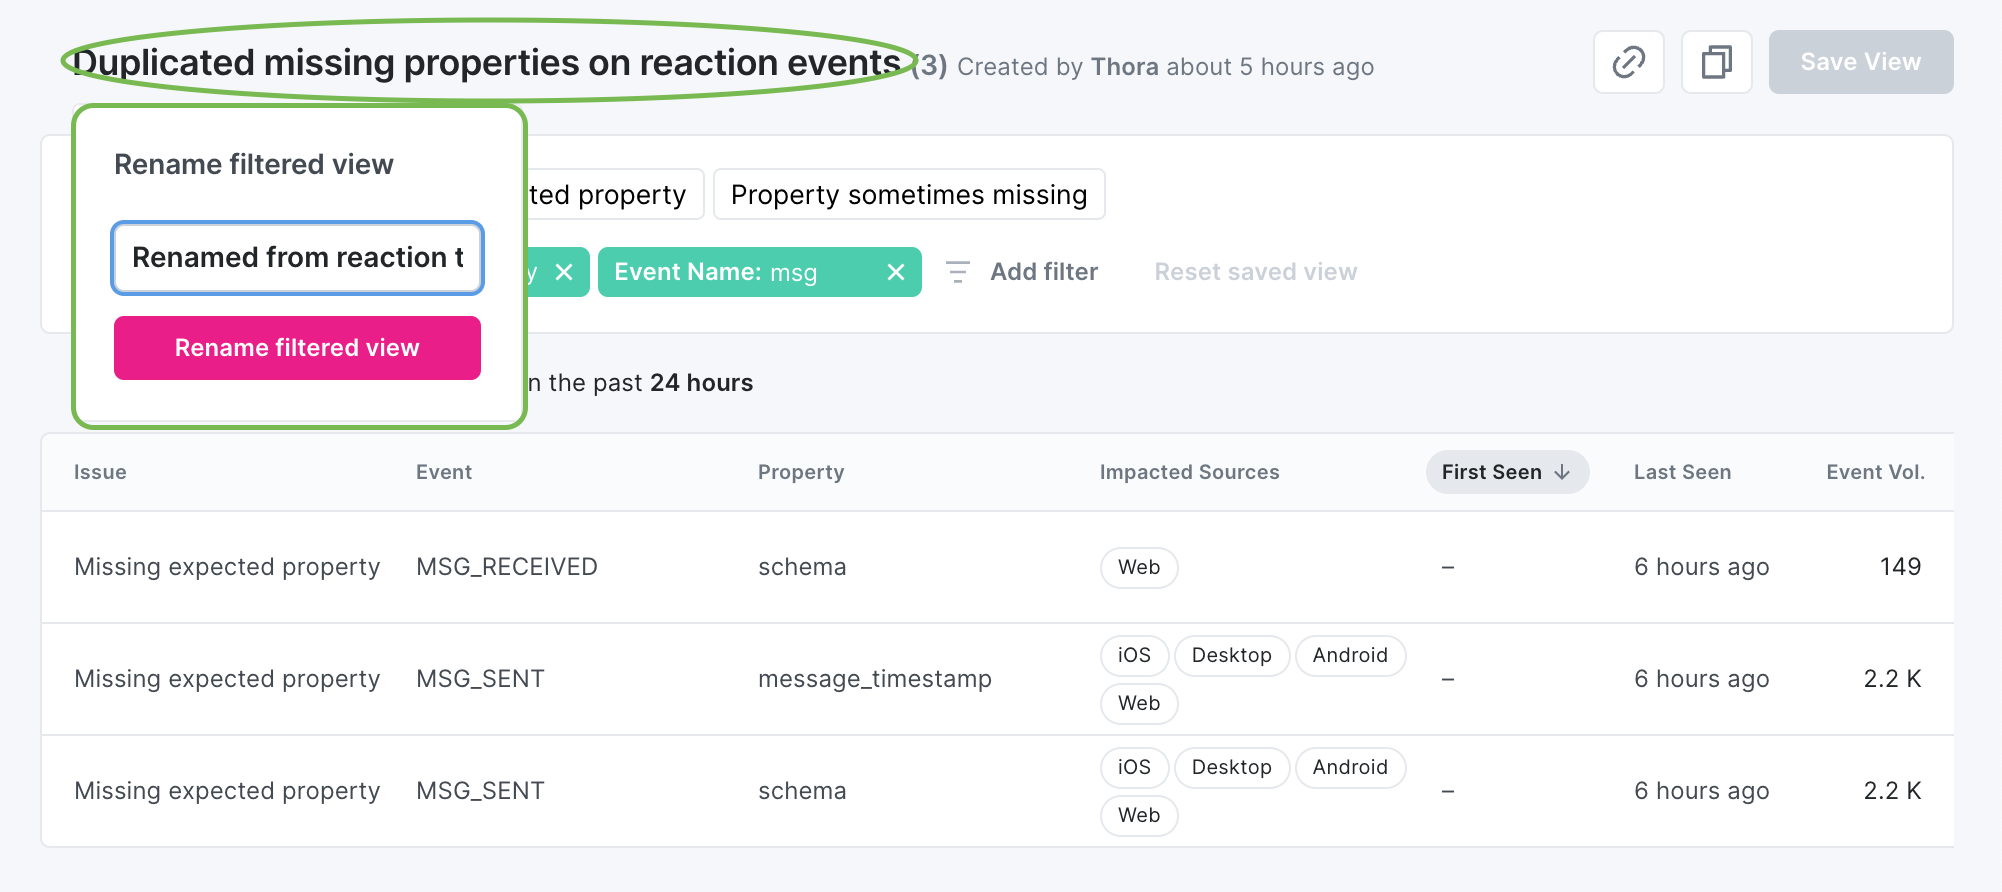 Duplicated missing properties on reaction events (3) Created by Thora about 5 hours ago
Save View
Rename filtered view
Renamed from reaction t
Rename filtered view
ted property
Property sometimes missing
y
Event Name: msg
Add filter
Reset saved view
n the past 24 hours
Issue Event Property Impacted Sources First Seen Last Seen Event Vol.
Missing expected property MSG_RECEIVED schema Web – 6 hours ago 149
Missing expected property MSG_SENT message_timestamp iOS Desktop Android Web – 6 hours ago 2.2 K
Missing expected property MSG_SENT schema iOS Desktop Android Web – 6 hours ago 2.2 K